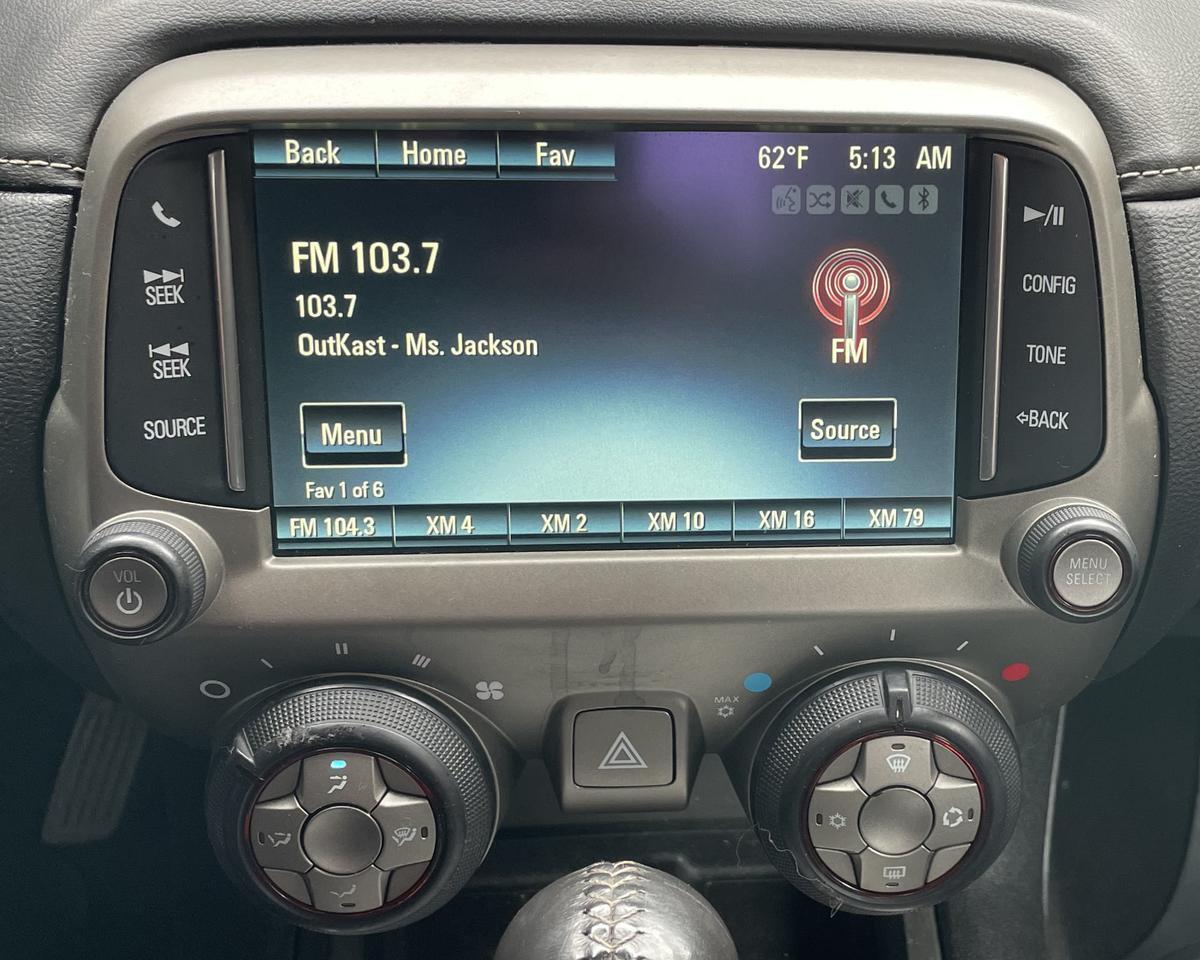 Back Home Fav 62°F 5:13 AM
FM 103.7
103.7
OutKast - Ms. Jackson
FM
Menu
Source
Fav 1 of 6
FM 104.3 XM 4 XM 2 XM 10 XM 16 XM 79
SEEK
SEEK
SOURCE
CONFIG
TONE
BACK
VOL
MENU
SELECT
MAX